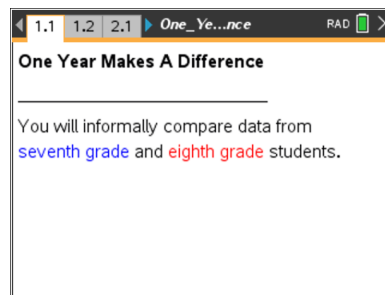 1.1 1.2 2.1 One_Ye...nce RAD
One Year Makes A Difference
You will informally compare data from
seventh grade and eighth grade students.